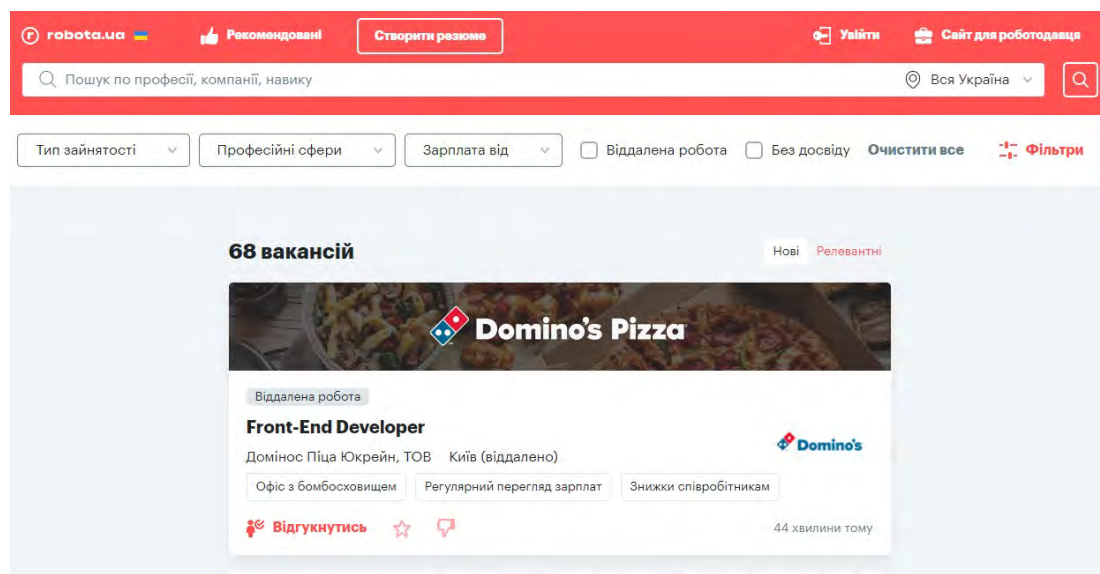 robota.ua Рекомендовані Створити резюме Увійти Сайт для роботодавця
Пошук по професії, компанії, навику Вся Україна
Тип зайнятості Професійні сфери Зарплата від Віддалена робота Без досвіду Очистити все Фільтри
68 вакансій Нові Релевантні
Domino's Pizza
Віддалена робота
Front-End Developer
Domino's
Домінос Піца Юкрейн, ТОВ Київ (віддалено)
Офіс з бомбосховищем Регулярний перегляд зарплат Знижки співробітникам
Відгукнутись 44 хвилини тому